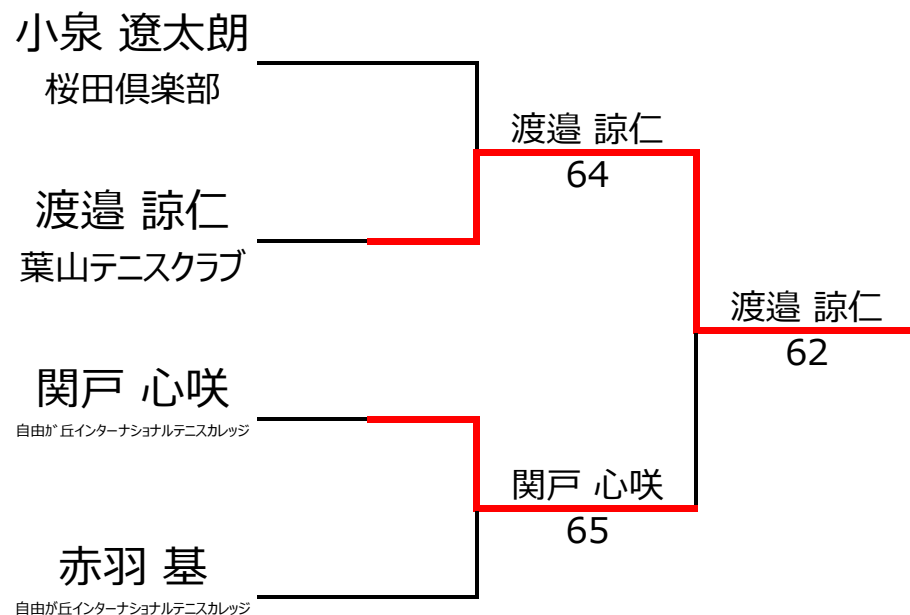 小泉 遼太朗
桜田倶楽部
渡邉 諒仁
64
渡邉 諒仁
葉山テニスクラブ
渡邉 諒仁
62
関戸 心咲
自由ガ丘インターナショナルテニスカレッジ
関戸 心咲
65
赤羽 基
自由が丘インターナショナルテニスカレッジ